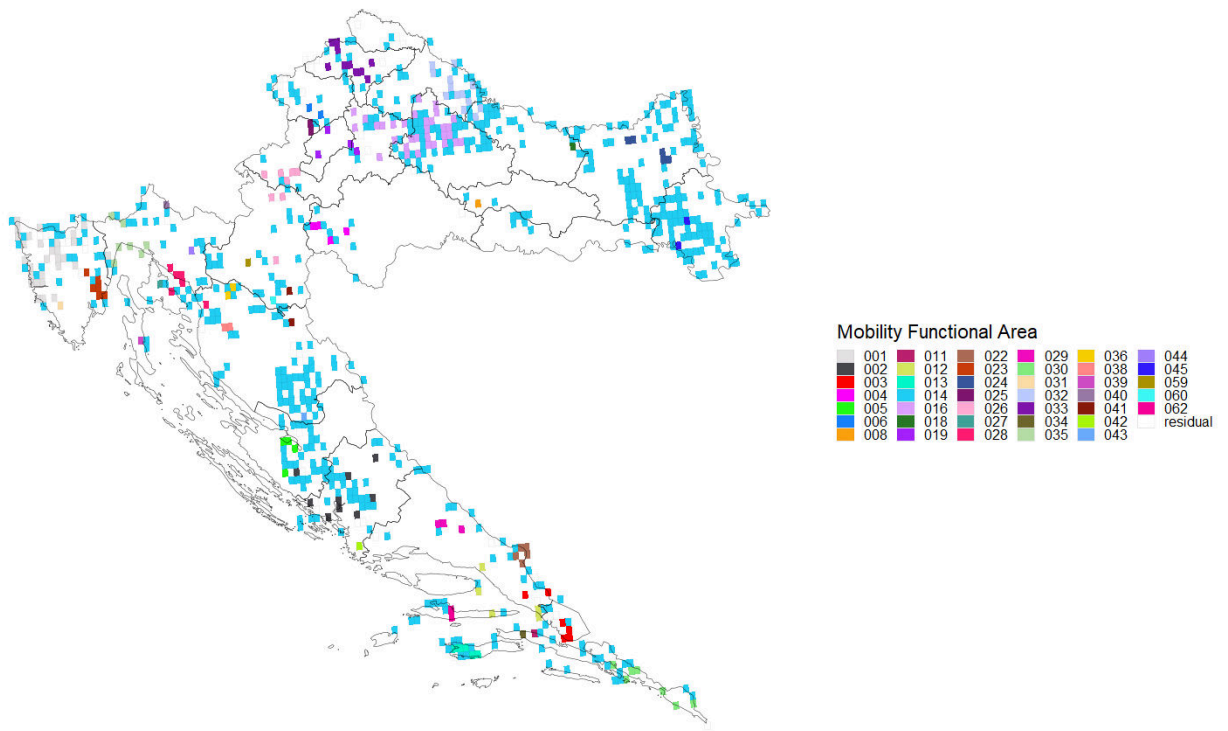 Mobility Functional Area
001 011 022 029 036 044
002 012 023 030 038 045
003 013 024 031 039 059
004 014 025 032 040 060
005 016 026 033 041 062
006 018 027 034 042 residual
008 019 028 035 043